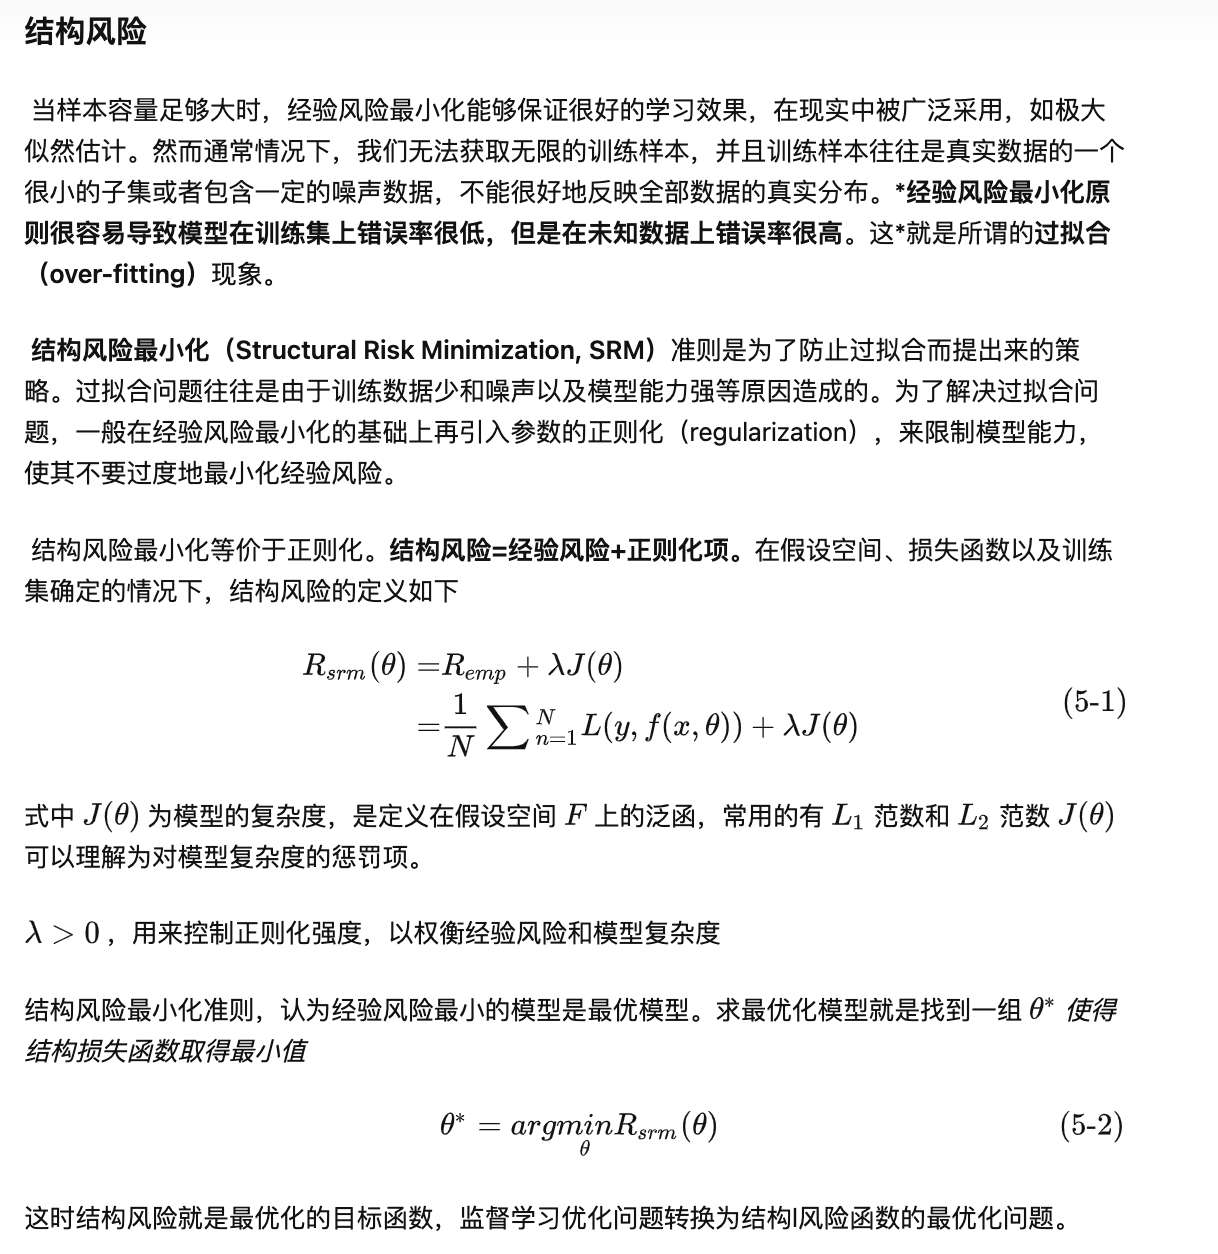 结构风险
当样本容量足够大时，经验风险最小化能够保证很好的学习效果，在现实中被广泛采用，如极大
似然估计。然而通常情况下，我们无法获取无限的训练样本，并且训练样本往往是真实数据的一个
很小的子集或者包含一定的噪声数据，不能很好地反映全部数据的真实分布。*经验风险最小化原
则很容易导致模型在训练集上错误率很低，但是在未知数据上错误率很高。这*就是所谓的过拟合
（over-fitting）现象。
结构风险最小化（Structural Risk Minimization, SRM）准则是为了防止过拟合而提出来的策
略。过拟合问题往往是由于训练数据少和噪声以及模型能力强等原因造成的。为了解决过拟合问
题，一般在经验风险最小化的基础上再引入参数的正则化（regularization），来限制模型能力，
使其不要过度地最小化经验风险。
结构风险最小化等价于正则化。结构风险=经验风险+正则化项。在假设空间、损失函数以及训练
集确定的情况下，结构风险的定义如下
R_{srm}(θ) =R_{emp} + λJ(θ)
=\frac{1}{N} ∑_{n=1}^{N} L(y, f(x, θ)) + λJ(θ) (5-1)
式中 J(θ) 为模型的复杂度，是定义在假设空间 F 上的泛函，常用的有 L₁ 范数和 L₂ 范数 J(θ)
可以理解为对模型复杂度的惩罚项。
λ > 0 ，用来控制正则化强度，以权衡经验风险和模型复杂度
结构风险最小化准则，认为经验风险最小的模型是最优模型。求最优化模型就是找到一组 θ* 使得
结构损失函数取得最小值
θ* = \underset{θ}{argmin}R_{srm}(θ) (5-2)
这时结构风险就是最优化的目标函数，监督学习优化问题转换为结构l风险函数的最优化问题。